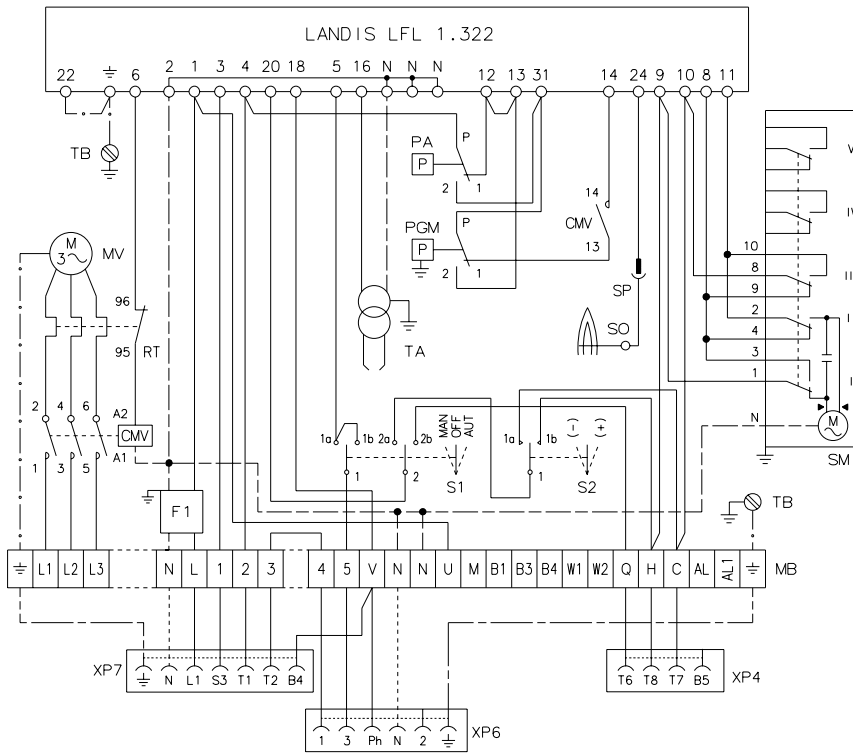 LANDIS LFL 1.322
22 6 2 1 3 4 20 18 5 16 N N N 12 13 31 14 24 9 10 8 11
TB
PA
P
P
2 1
PGM
P
P
2 1
14
CMV
13
SP
SO
TA
M
3
MV
96
95 RT
2 4 6 A2
CMV
1 3 5 A1
10
8
9
2
4
3
1
N
M
SM
V
I
1a 1b 2a 2b
1 2
MAN
OFF
AUT
S1
1a 1b
1
(-) (+)
S2
F1
TB
L1 L2 L3 N L 1 2 3 4 5 V N N U M B1 B3 B4 W1 W2 Q H C AL AL1 MB
XP7
N L1 S3 T1 T2 B4
T6 T8 T7 B5
XP4
1 3 Ph N 2
XP6